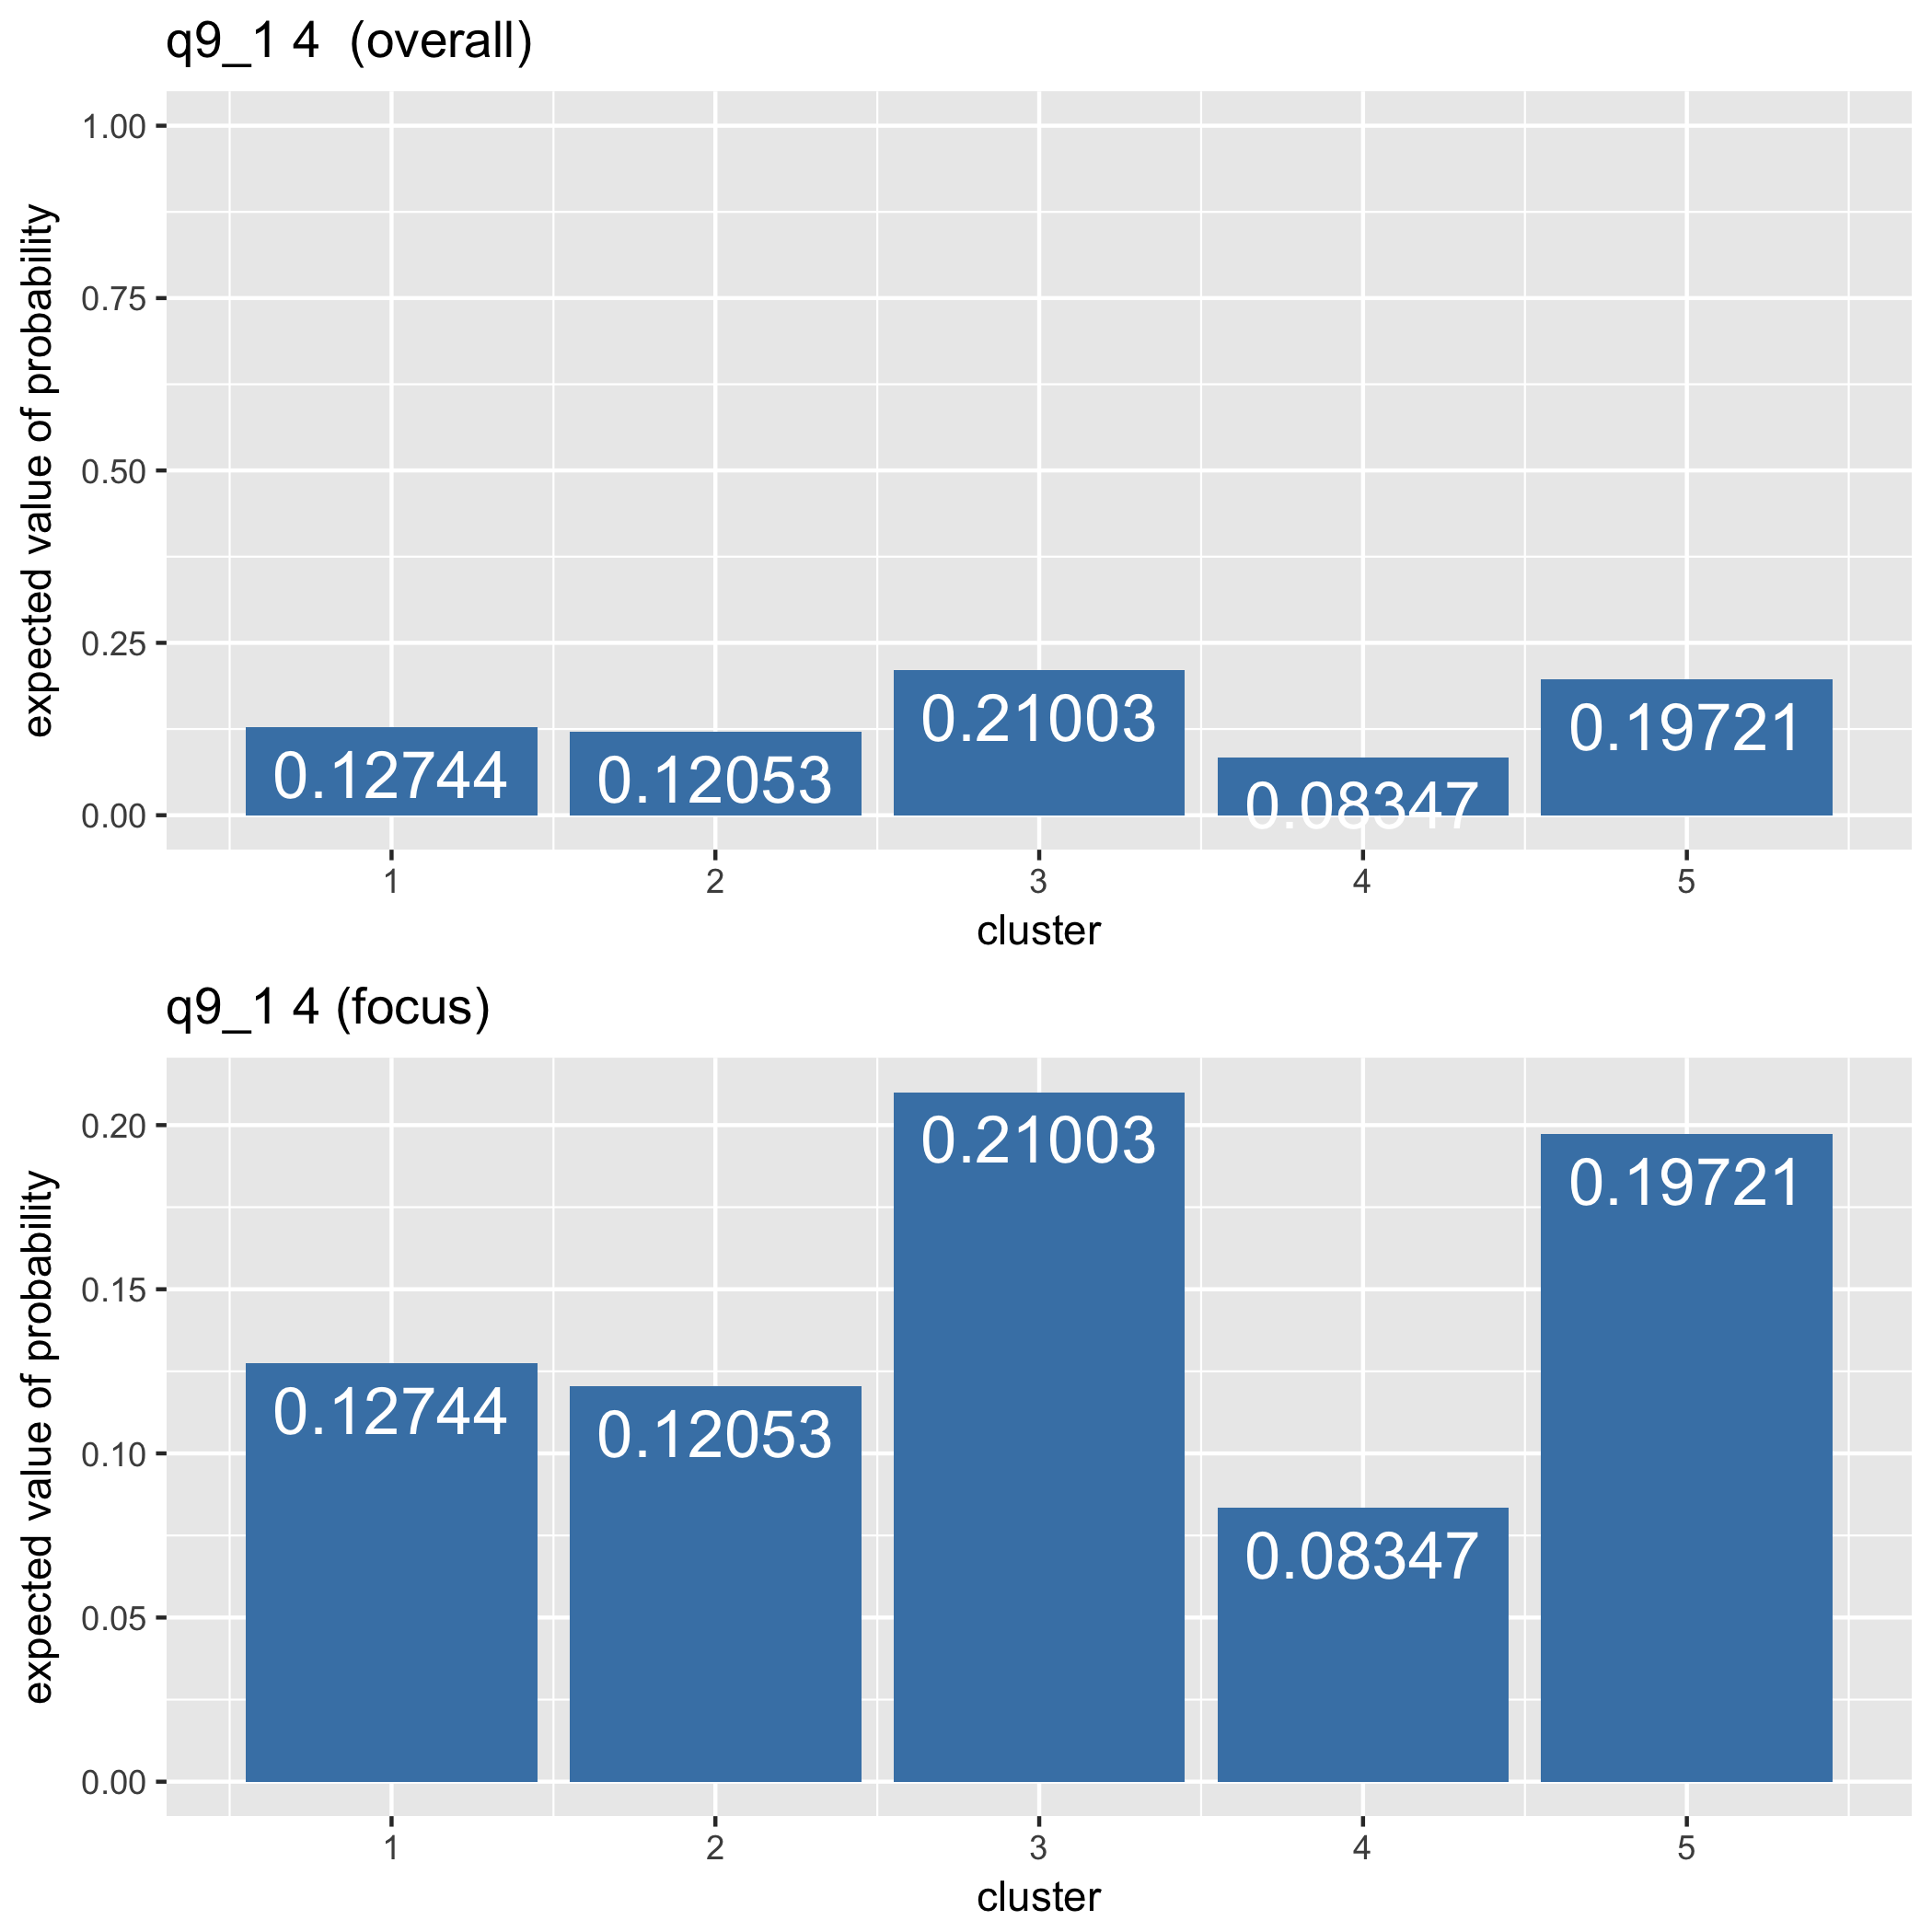 q9_1 4  (overall)
expected value of probability
1.00
0.75
0.50
0.25
0.00
0.12744
0.12053
0.21003
0.08347
0.19721
1 2 3 4 5
cluster
q9_1 4 (focus)
expected value of probability
0.20
0.15
0.10
0.05
0.00
0.12744
0.12053
0.21003
0.08347
0.19721
1 2 3 4 5
cluster